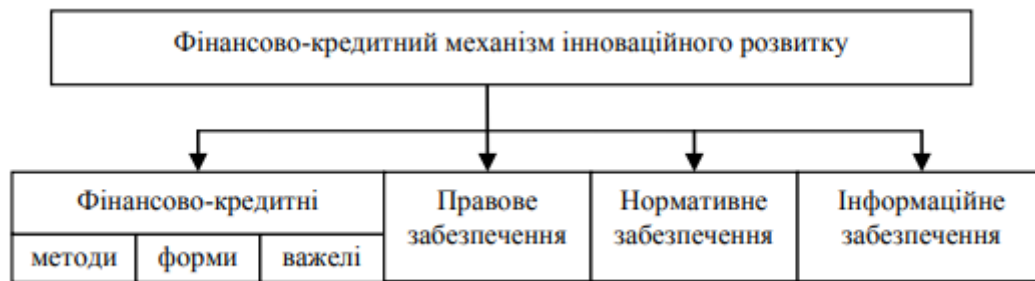 Фінансово-кредитний механізм інноваційного розвитку
Фінансово-кредитні
методи форми важелі
Правове
забезпечення
Нормативне
забезпечення
Інформаційне
забезпечення